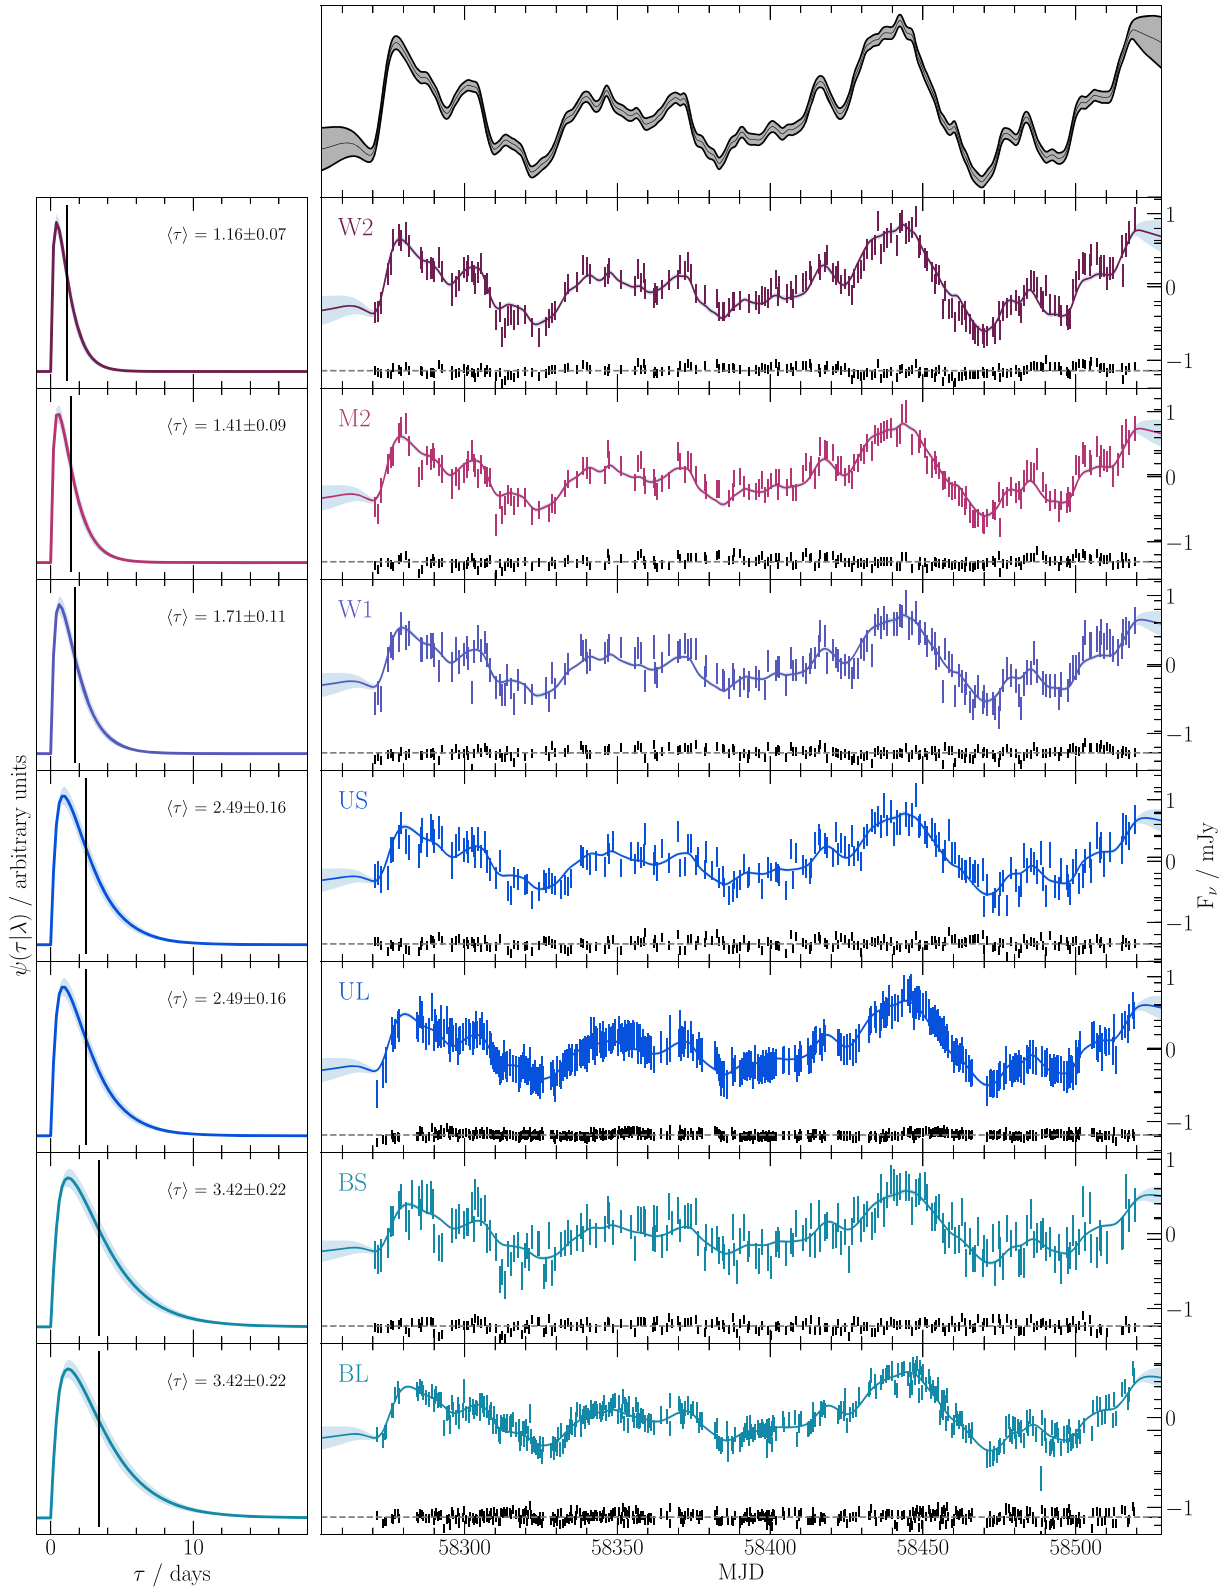 W2
⟨τ⟩ = 1.16±0.07
1
0
−1
M2
⟨τ⟩ = 1.41±0.09
1
0
−1
W1
⟨τ⟩ = 1.71±0.11
1
0
−1
US
⟨τ⟩ = 2.49±0.16
1
0
−1
UL
⟨τ⟩ = 2.49±0.16
1
0
−1
BS
⟨τ⟩ = 3.42±0.22
1
0
−1
BL
⟨τ⟩ = 3.42±0.22
0
−1
ψ(τ|λ) / arbitrary units
F_ν / mJy
0 10
τ / days
58300 58350 58400 58450 58500
MJD